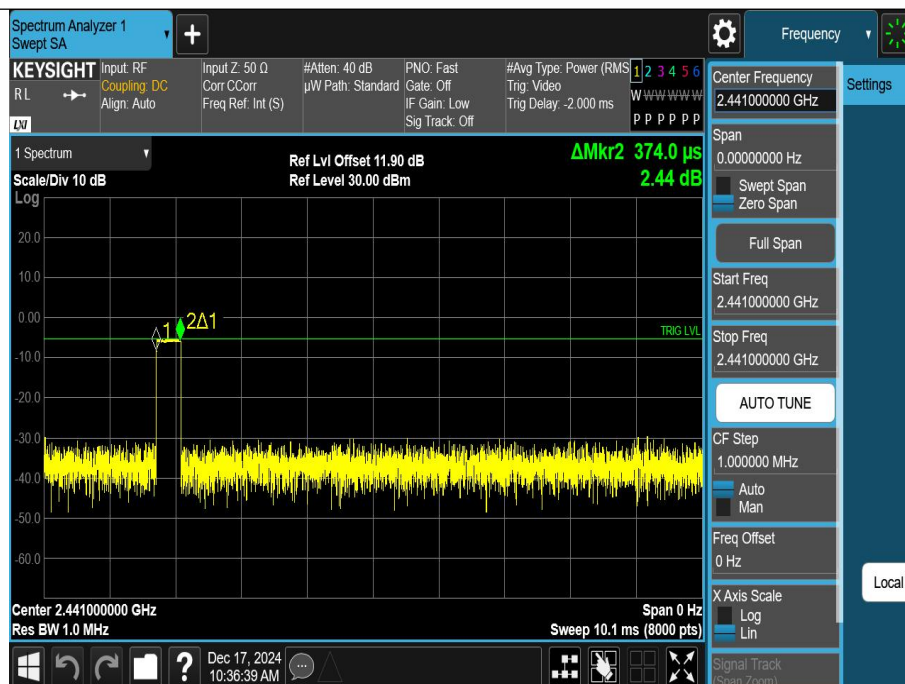 Spectrum Analyzer 1
Swept SA
Frequency
KEYSIGHT
RL
LXI
Input: RF
Coupling: DC
Align: Auto
Input Z: 50 Ω
Corr CCorr
Freq Ref: Int (S)
#Atten: 40 dB
µW Path: Standard
PNO: Fast
Gate: Off
IF Gain: Low
Sig Track: Off
#Avg Type: Power (RMS
Trig: Video
Trig Delay: -2.000 ms
1 2 3 4 5 6
W W W W W W
P P P P P P
1 Spectrum
Scale/Div 10 dB
Log
Ref Lvl Offset 11.90 dB
Ref Level 30.00 dBm
ΔMkr2 374.0 µs
2.44 dB
20.0
10.0
0.00
-10.0
-20.0
-30.0
-40.0
-50.0
-60.0
1
2Δ1
TRIG LVL
Center 2.441000000 GHz
Res BW 1.0 MHz
Span 0 Hz
Sweep 10.1 ms (8000 pts)
Dec 17, 2024
10:36:39 AM
?
Center Frequency
2.441000000 GHz
Span
0.00000000 Hz
Swept Span
Zero Span
Full Span
Start Freq
2.441000000 GHz
Stop Freq
2.441000000 GHz
AUTO TUNE
CF Step
1.000000 MHz
Auto
Man
Freq Offset
0 Hz
X Axis Scale
Log
Lin
Signal Track
(Span Zoom)
Settings
Local